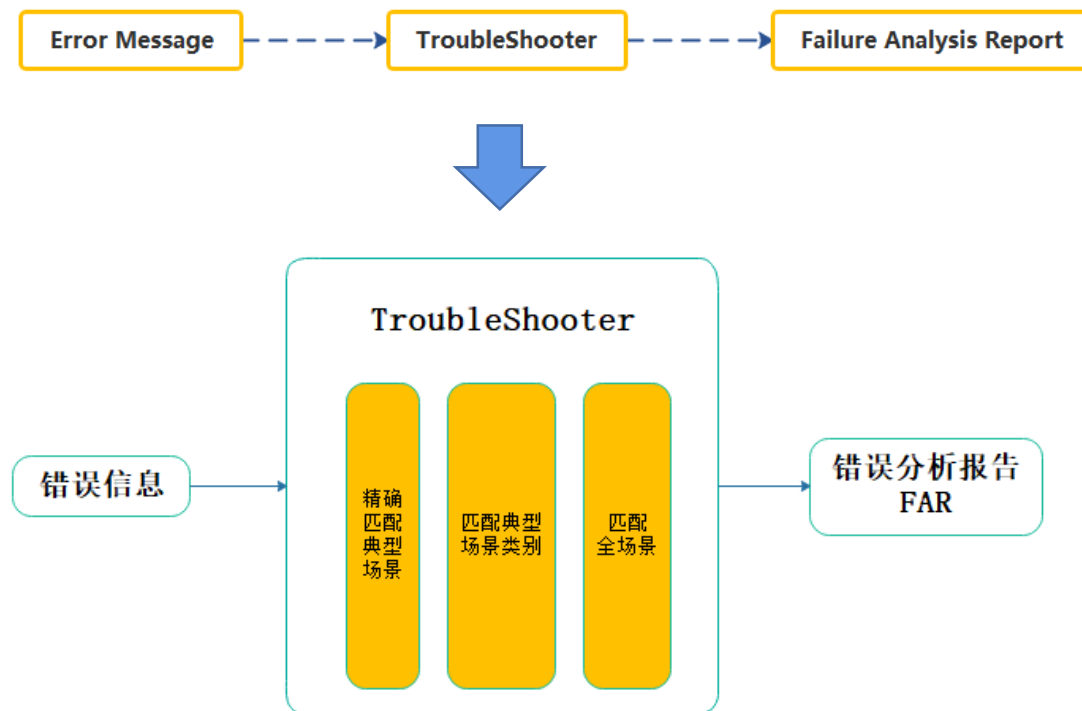 Error Message
TroubleShooter
Failure Analysis Report
TroubleShooter
错误信息
精确
匹配
典型
场景
匹配典型
场景类别
匹配
全场景
错误分析报告
FAR